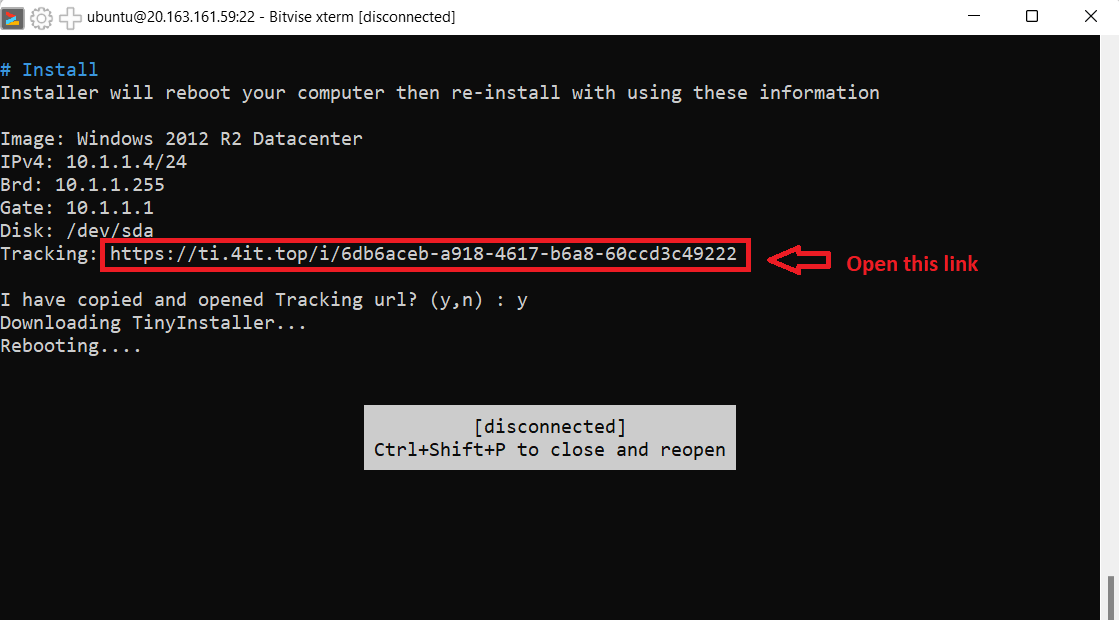 ubuntu@20.163.161.59:22 - Bitvise xterm [disconnected]
# Install
Installer will reboot your computer then re-install with using these information
Image: Windows 2012 R2 Datacenter
IPv4: 10.1.1.4/24
Brd: 10.1.1.255
Gate: 10.1.1.1
Disk: /dev/sda
Tracking: https://ti.4it.top/i/6db6aceb-a918-4617-b6a8-60ccd3c49222
Open this link
I have copied and opened Tracking url? (y,n) : y
Downloading TinyInstaller...
Rebooting....
[disconnected]
Ctrl+Shift+P to close and reopen